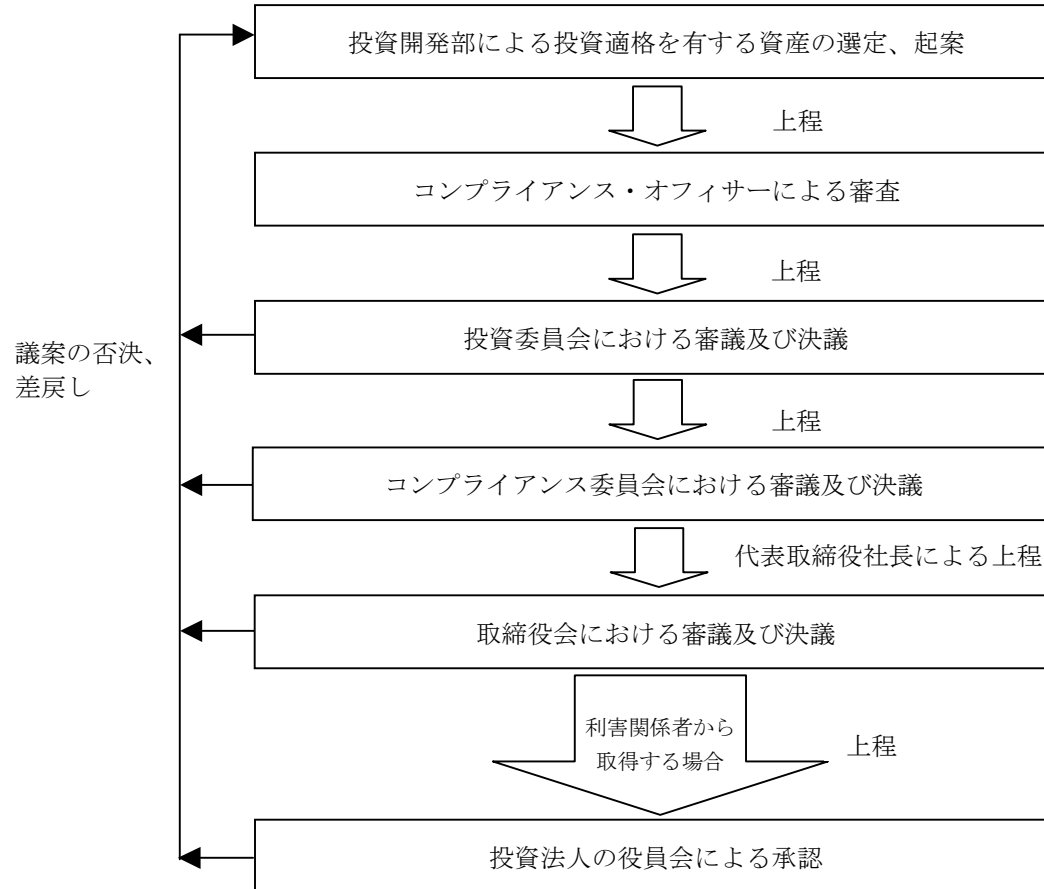 投資開発部による投資適格を有する資産の選定、起案
上程
コンプライアンス・オフィサーによる審査
上程
投資委員会における審議及び決議
議案の否決、
差戻し
上程
コンプライアンス委員会における審議及び決議
代表取締役社長による上程
取締役会における審議及び決議
利害関係者から
取得する場合
上程
投資法人の役員会による承認